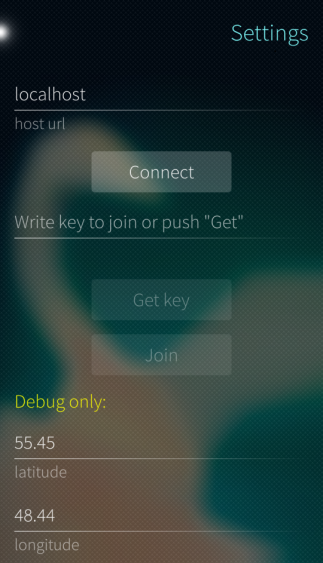 Settings
localhost
host url
Connect
Write key to join or push "Get"
Get key
Join
Debug only:
55.45
latitude
48.44
longitude